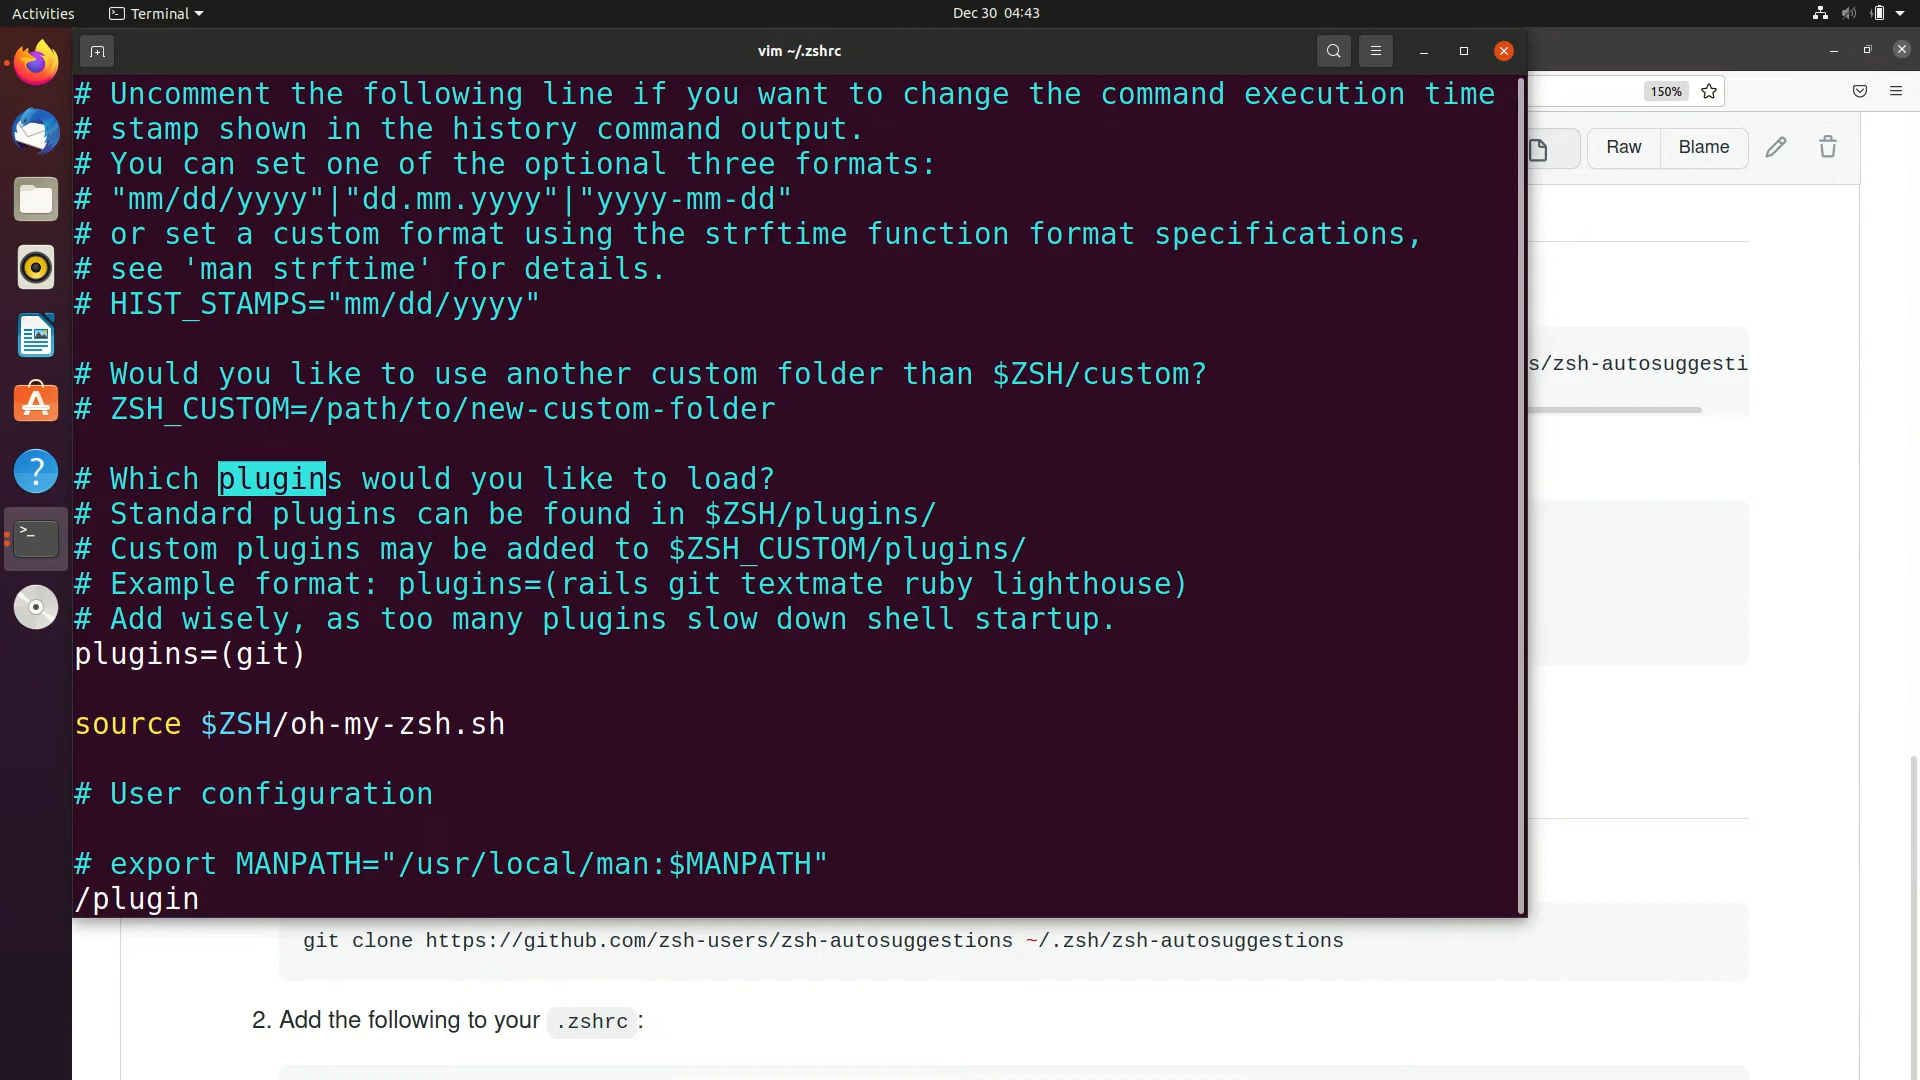 Activities
Terminal
Dec 30 04:43
vim ~/.zshrc
# Uncomment the following line if you want to change the command execution time
# stamp shown in the history command output.
# You can set one of the optional three formats:
# "mm/dd/yyyy"|"dd.mm.yyyy"|"yyyy-mm-dd"
# or set a custom format using the strftime function format specifications,
# see 'man strftime' for details.
# HIST_STAMPS="mm/dd/yyyy"
# Would you like to use another custom folder than $ZSH/custom?
# ZSH_CUSTOM=/path/to/new-custom-folder
# Which plugins would you like to load?
# Standard plugins can be found in $ZSH/plugins/
# Custom plugins may be added to $ZSH_CUSTOM/plugins/
# Example format: plugins=(rails git textmate ruby lighthouse)
# Add wisely, as too many plugins slow down shell startup.
plugins=(git)
source $ZSH/oh-my-zsh.sh
# User configuration
# export MANPATH="/usr/local/man:$MANPATH"
/plugin
150%
Raw
Blame
s/zsh-autosuggesti
git clone https://github.com/zsh-users/zsh-autosuggestions ~/.zsh/zsh-autosuggestions
2. Add the following to your .zshrc :